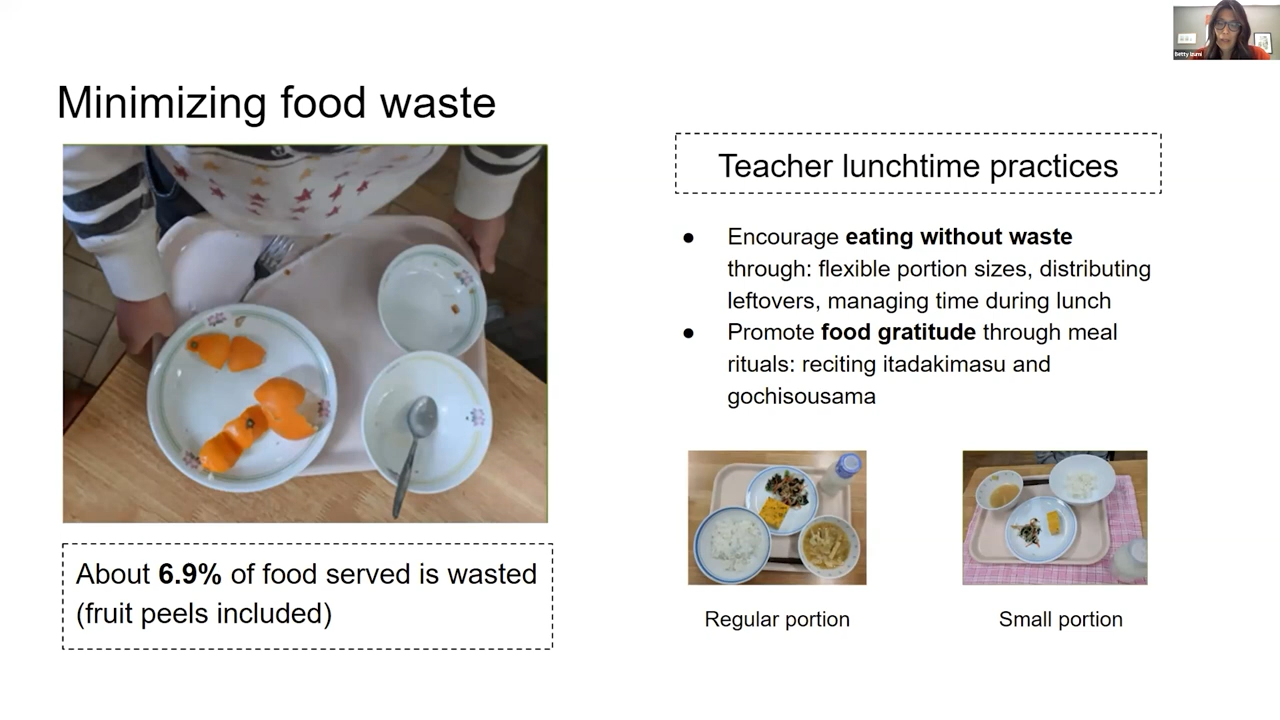 Betty Izumi
Minimizing food waste
About 6.9% of food served is wasted
(fruit peels included)
Teacher lunchtime practices
● Encourage eating without waste
through: flexible portion sizes, distributing
leftovers, managing time during lunch
● Promote food gratitude through meal
rituals: reciting itadakimasu and
gochisousama
Regular portion
Small portion